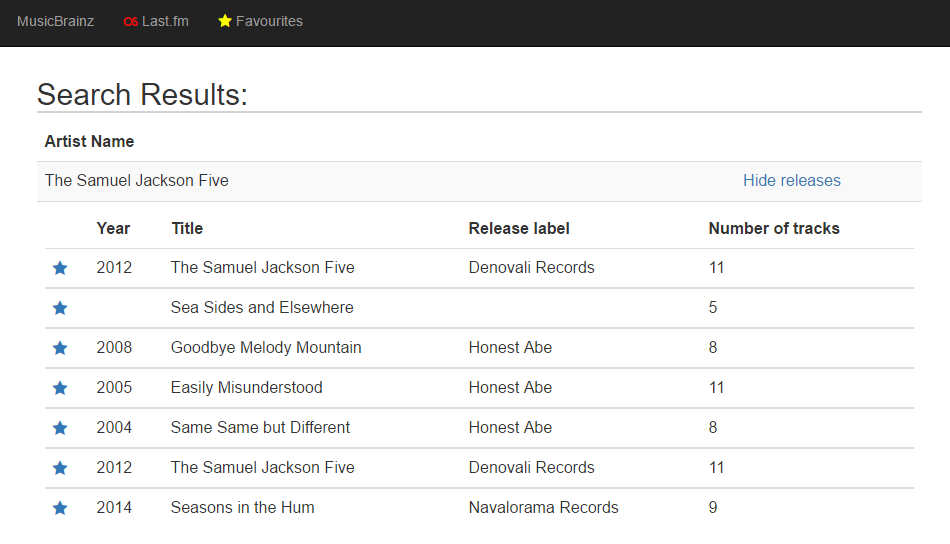 MusicBrainz Last.fm Favourites
Search Results:
Artist Name
The Samuel Jackson Five Hide releases
Year Title Release label Number of tracks
2012 The Samuel Jackson Five Denovali Records 11
Sea Sides and Elsewhere 5
2008 Goodbye Melody Mountain Honest Abe 8
2005 Easily Misunderstood Honest Abe 11
2004 Same Same but Different Honest Abe 8
2012 The Samuel Jackson Five Denovali Records 11
2014 Seasons in the Hum Navalorama Records 9